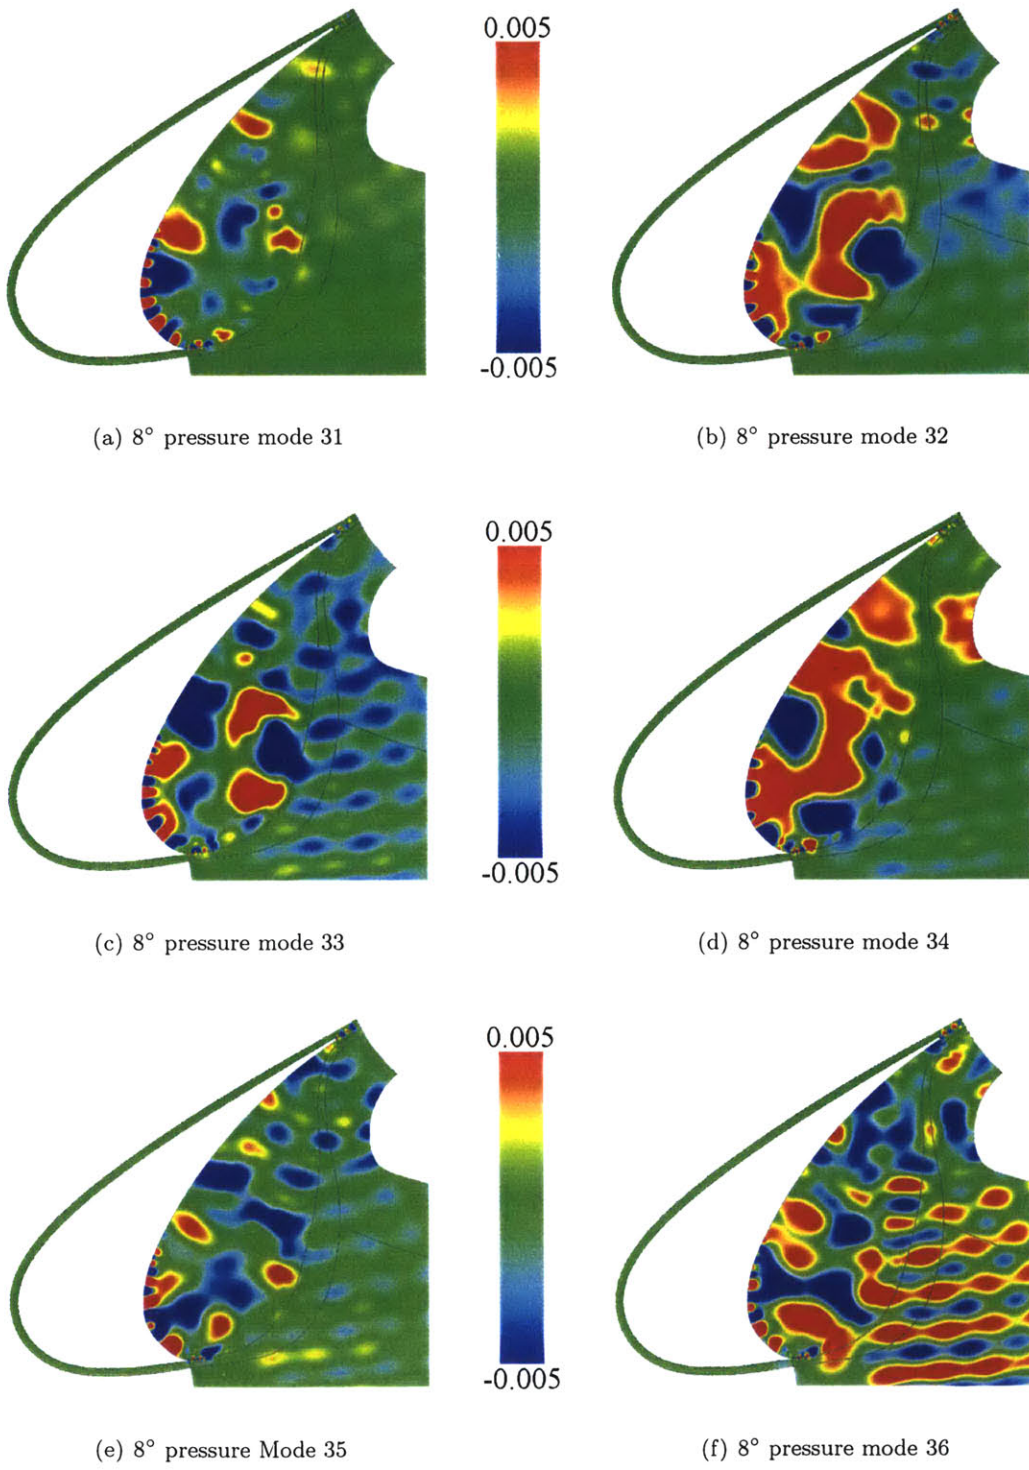 0.005
-0.005
(a) 8° pressure mode 31
(b) 8° pressure mode 32
0.005
-0.005
(c) 8° pressure mode 33
(d) 8° pressure mode 34
0.005
-0.005
(e) 8° pressure Mode 35
(f) 8° pressure mode 36